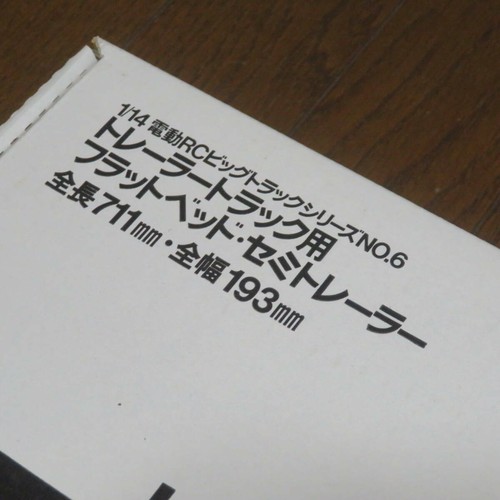 1/14 電動RCビッグトラックシリーズNO.6
トレーラートラック用
フラットベッド・セミトレーラー
全長711mm・全幅193mm